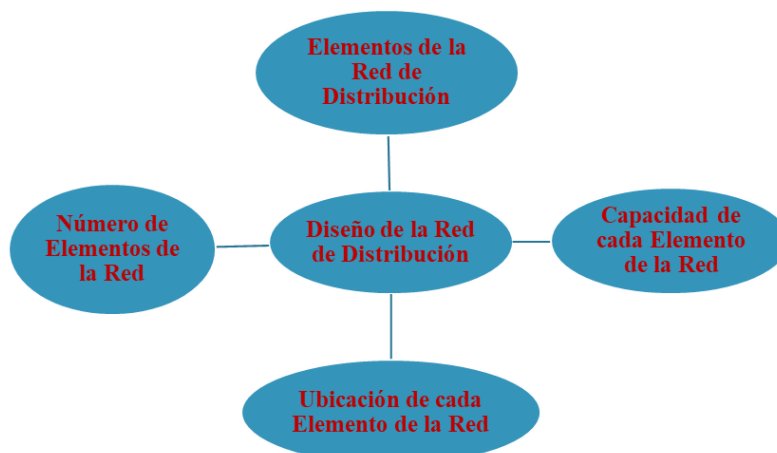 Elementos de la
Red de
Distribución
Número de
Elementos de
la Red
Diseño de la Red
de Distribución
Capacidad de
cada Elemento
de la Red
Ubicación de cada
Elemento de la Red